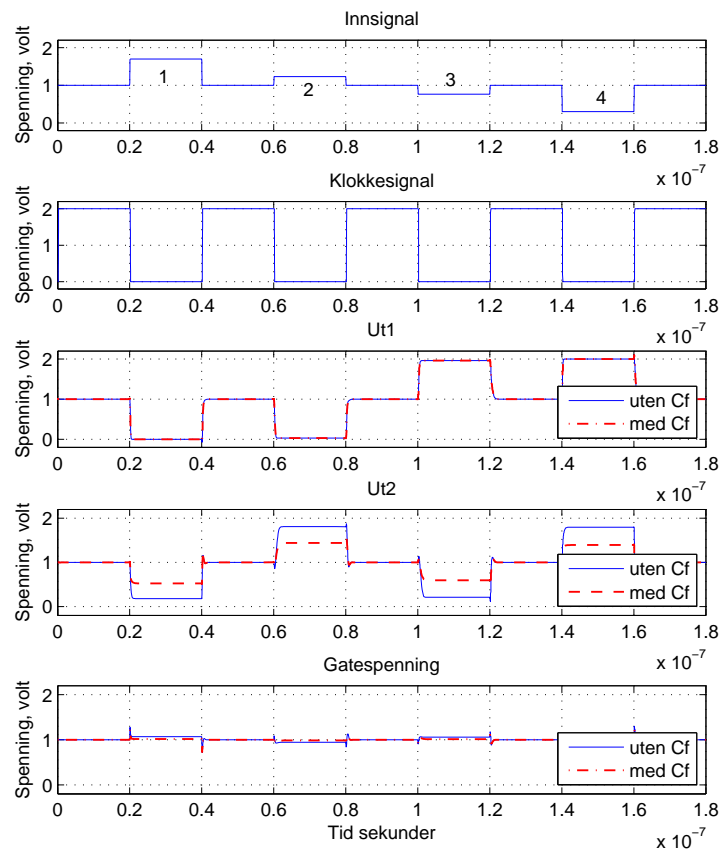 Innsignal
Spenning, volt
2
1
0
1
2
3
4
0 0.2 0.4 0.6 0.8 1 1.2 1.4 1.6 1.8
x 10⁻⁷
Klokkesignal
Spenning, volt
2
1
0
0 0.2 0.4 0.6 0.8 1 1.2 1.4 1.6 1.8
x 10⁻⁷
Ut1
Spenning, volt
2
1
0
uten Cf
med Cf
0 0.2 0.4 0.6 0.8 1 1.2 1.4 1.6 1.8
x 10⁻⁷
Ut2
Spenning, volt
2
1
0
uten Cf
med Cf
0 0.2 0.4 0.6 0.8 1 1.2 1.4 1.6 1.8
x 10⁻⁷
Gatespenning
Spenning, volt
2
1
0
uten Cf
med Cf
0 0.2 0.4 0.6 0.8 1 1.2 1.4 1.6 1.8
Tid sekunder
x 10⁻⁷